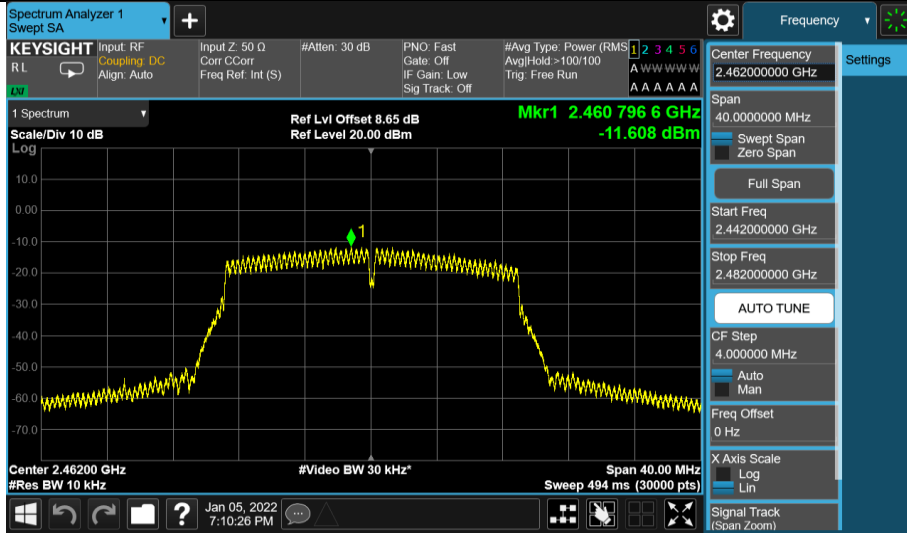 Spectrum Analyzer 1
Swept SA
Frequency
KEYSIGHT
R L
LXI
Input: RF
Coupling: DC
Align: Auto
Input Z: 50 Ω
Corr CCorr
Freq Ref: Int (S)
#Atten: 30 dB
PNO: Fast
Gate: Off
IF Gain: Low
Sig Track: Off
#Avg Type: Power (RMS
Avg|Hold:>100/100
Trig: Free Run
1 2 3 4 5 6
A W W W W W
A A A A A A
Center Frequency
2.462000000 GHz
Settings
Span
40.0000000 MHz
Swept Span
Zero Span
Full Span
Start Freq
2.442000000 GHz
Stop Freq
2.482000000 GHz
AUTO TUNE
CF Step
4.000000 MHz
Auto
Man
Freq Offset
0 Hz
X Axis Scale
Log
Lin
Signal Track
(Span Zoom)
1 Spectrum
Scale/Div 10 dB
Ref Lvl Offset 8.65 dB
Ref Level 20.00 dBm
Mkr1 2.460 796 6 GHz
-11.608 dBm
Log
10.0
0.00
-10.0
-20.0
-30.0
-40.0
-50.0
-60.0
-70.0
1
Center 2.46200 GHz
#Video BW 30 kHz*
Span 40.00 MHz
#Res BW 10 kHz
Sweep 494 ms (30000 pts)
?
Jan 05, 2022
7:10:26 PM